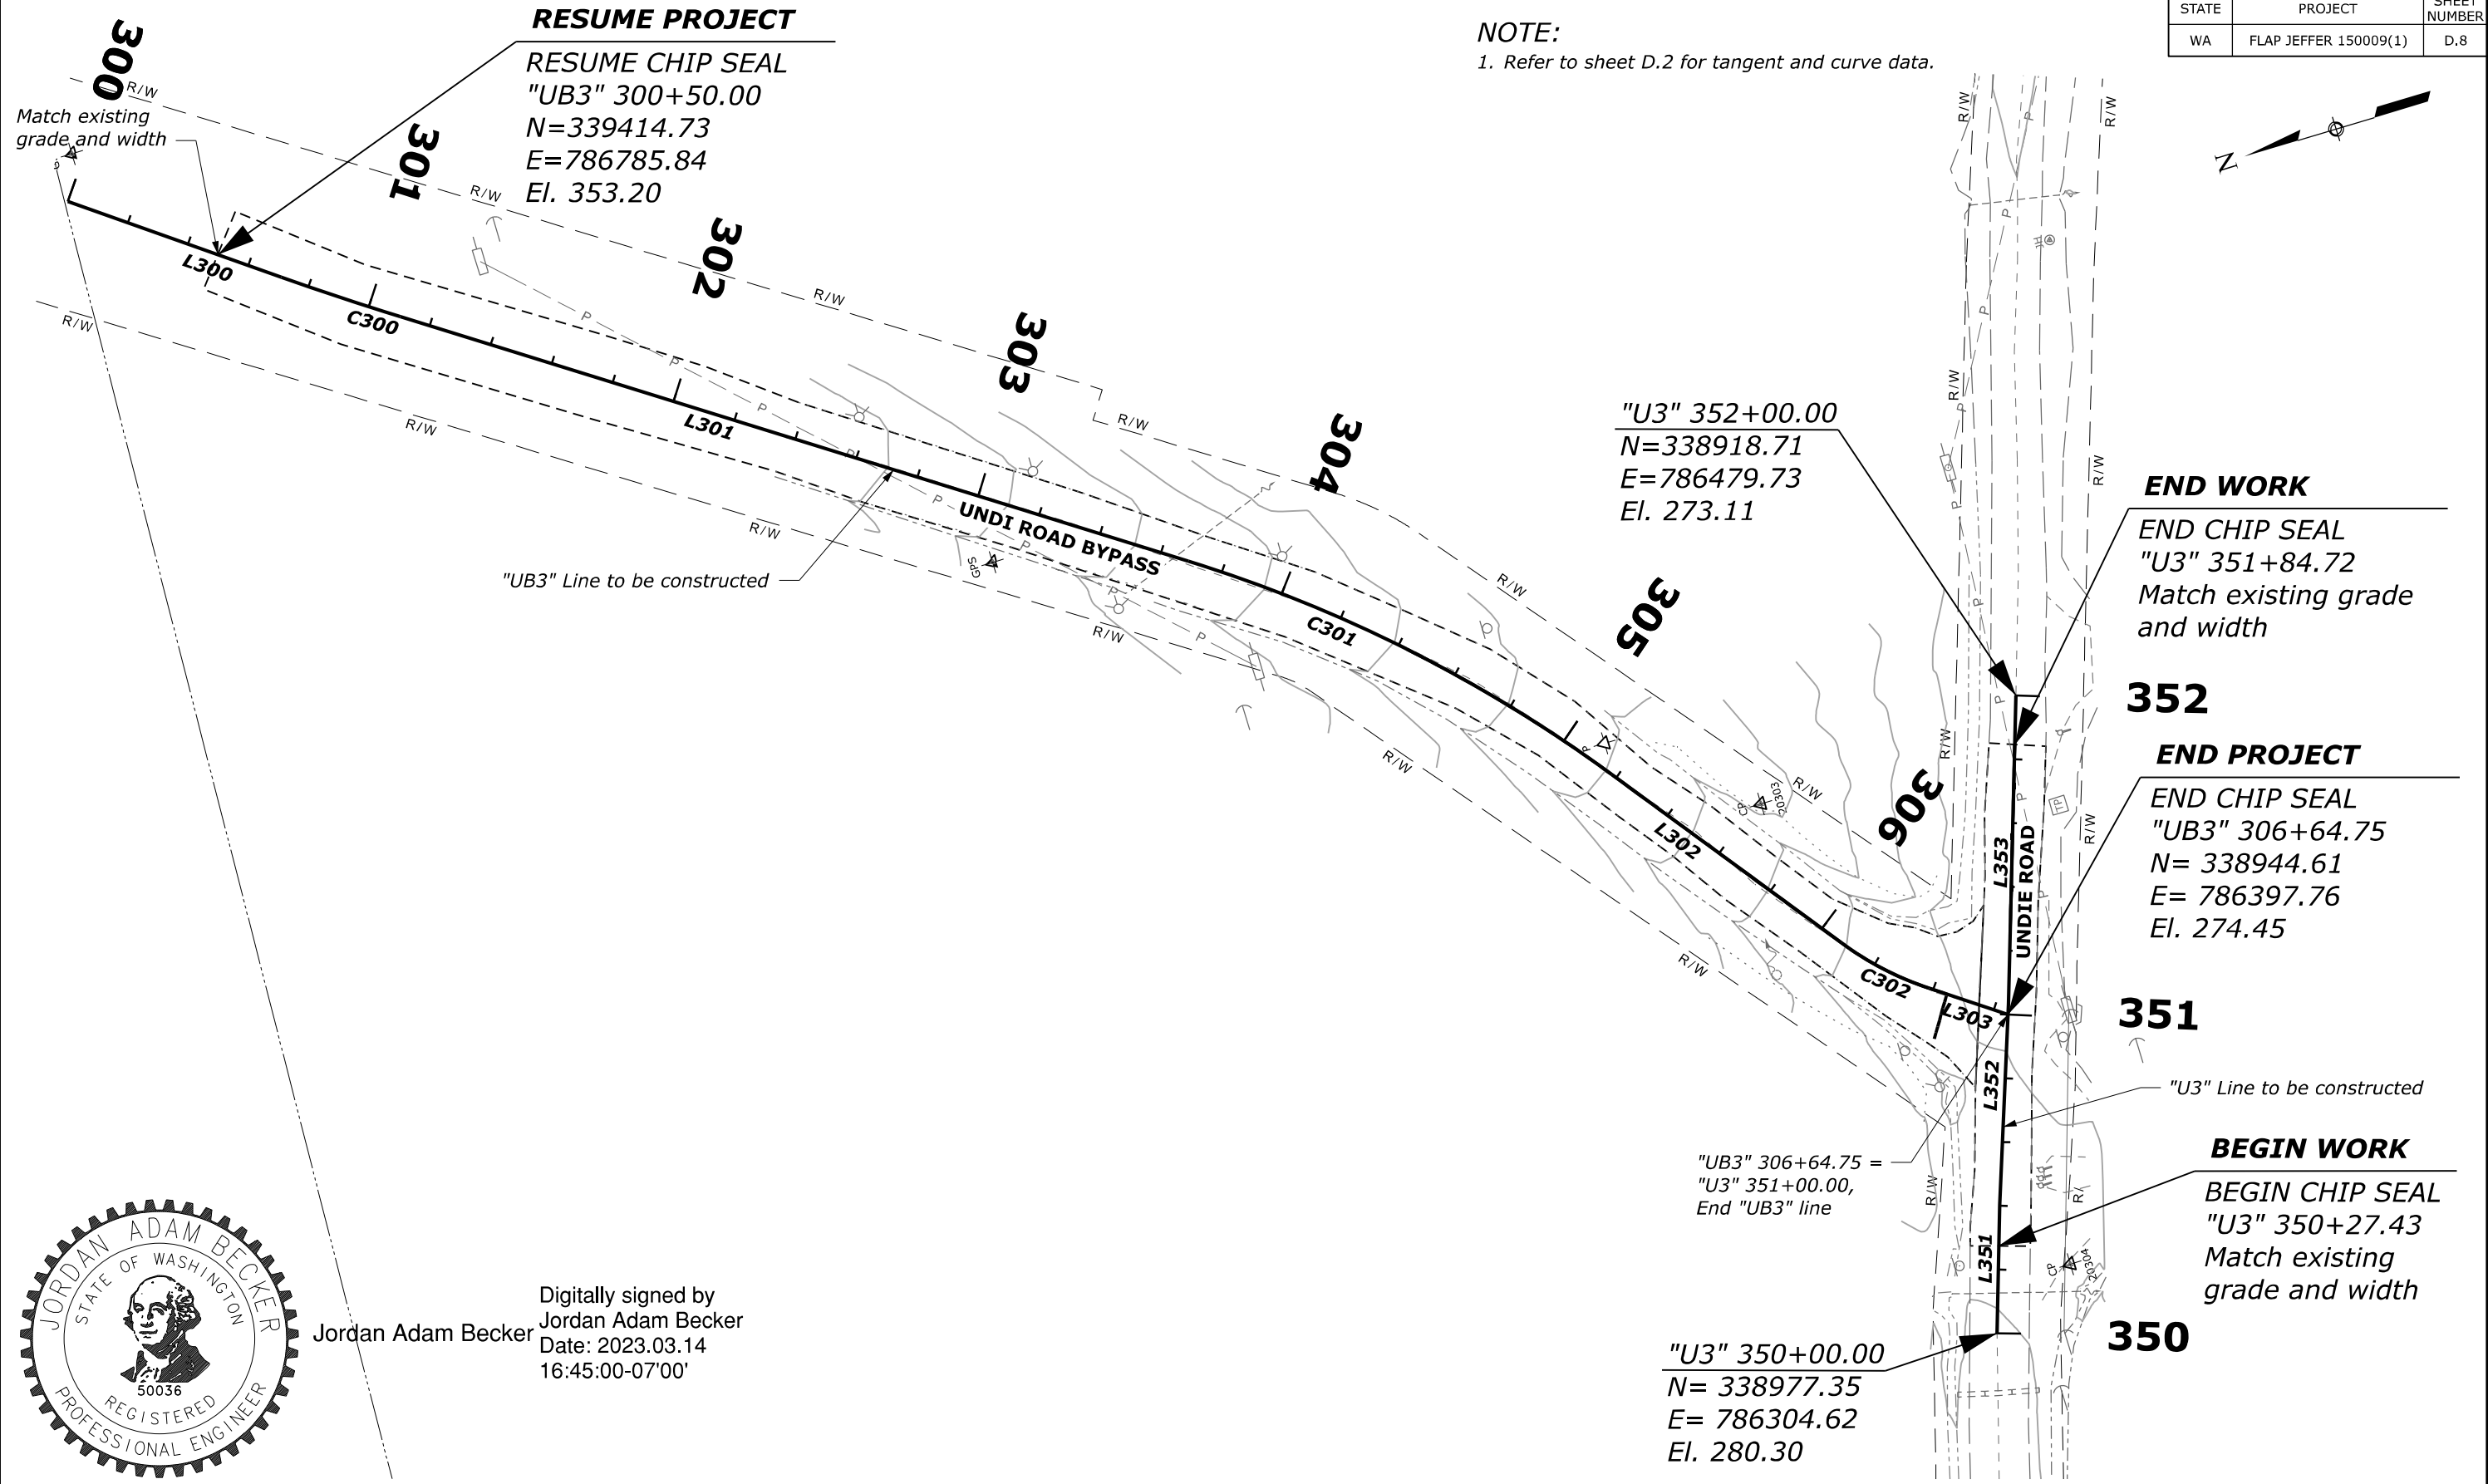 STATE PROJECT SHEET NUMBER
WA FLAP JEFFER 150009(1) D.8
NOTE:
1. Refer to sheet D.2 for tangent and curve data.
N
RESUME PROJECT
RESUME CHIP SEAL
"UB3" 300+50.00
N=339414.73
E=786785.84
El. 353.20
Match existing
grade and width
300
301
302
303
304
305
306
R/W
R/W
R/W
R/W
R/W
R/W
R/W
R/W
R/W
R/W
R/W
R/W
R/W
L300
C300
L301
UNDI ROAD BYPASS
C301
L302
C302
L303
P
P
P
P
P
P
P
P
GPS
P
CP
20303
"UB3" Line to be constructed
"U3" 352+00.00
N=338918.71
E=786479.73
El. 273.11
END WORK
END CHIP SEAL
"U3" 351+84.72
Match existing grade
and width
352
END PROJECT
END CHIP SEAL
"UB3" 306+64.75
N= 338944.61
E= 786397.76
El. 274.45
351
"U3" Line to be constructed
BEGIN WORK
BEGIN CHIP SEAL
"U3" 350+27.43
Match existing
grade and width
350
R/W
R/W
R/W
R/W
R/W
R/W
R/W
R/
P
P
P
P
P
P
P
P
P
TP
L353
UNDIE ROAD
L352
L351
CP
20304
"UB3" 306+64.75 =
"U3" 351+00.00,
End "UB3" line
"U3" 350+00.00
N= 338977.35
E= 786304.62
El. 280.30
JORDAN ADAM BECKER
STATE OF WASHINGTON
50036
REGISTERED
PROFESSIONAL ENGINEER
Jordan Adam Becker
Digitally signed by
Jordan Adam Becker
Date: 2023.03.14
16:45:00-07'00'